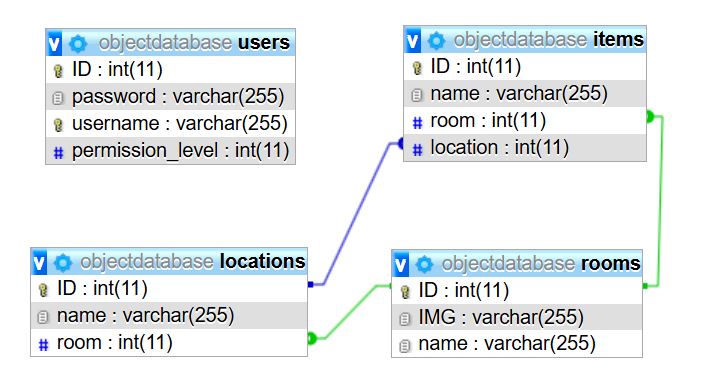 objectdatabase users
ID : int(11)
password : varchar(255)
username : varchar(255)
permission_level : int(11)
objectdatabase items
ID : int(11)
name : varchar(255)
room : int(11)
location : int(11)
objectdatabase locations
ID : int(11)
name : varchar(255)
room : int(11)
objectdatabase rooms
ID : int(11)
IMG : varchar(255)
name : varchar(255)